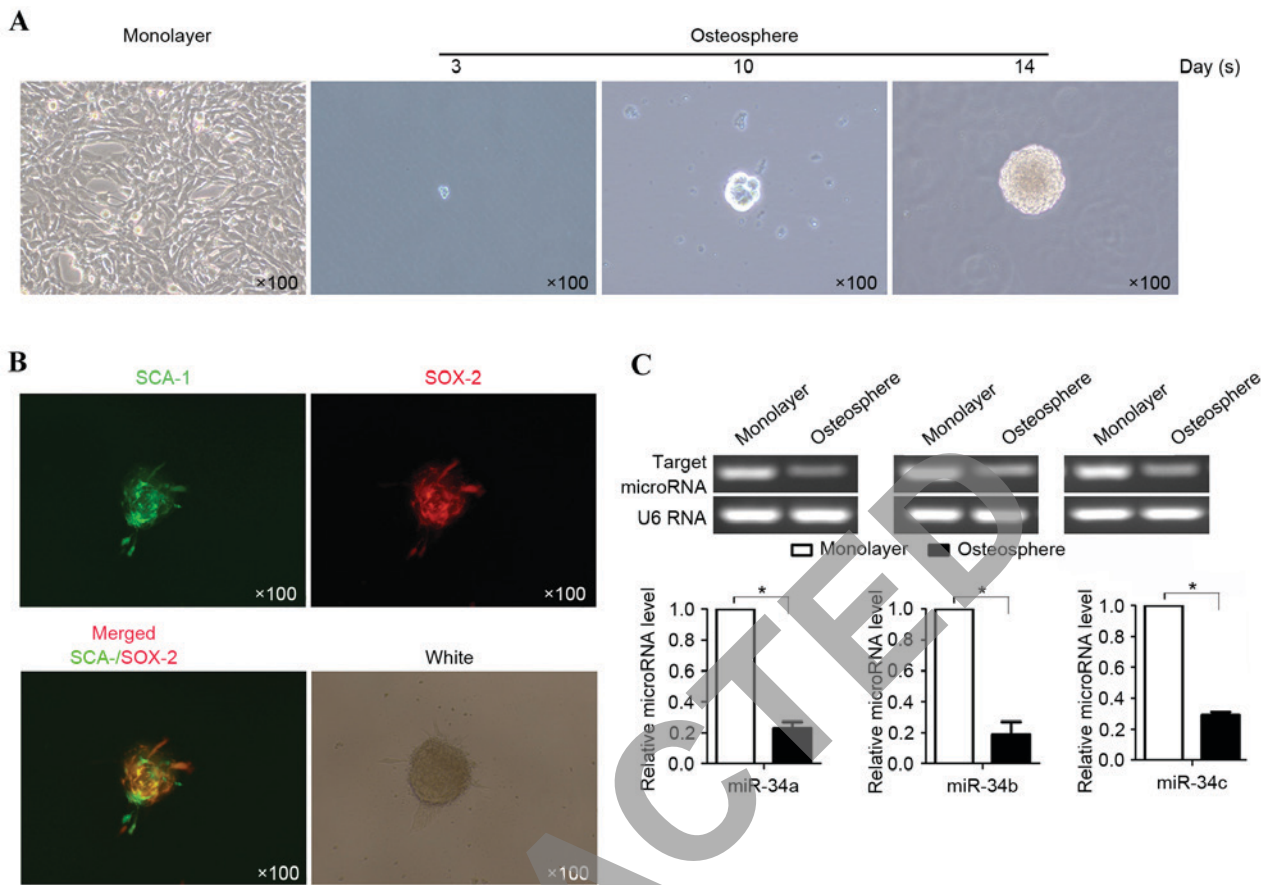 A
Monolayer
Osteosphere
3 10 14 Day (s)
×100 ×100 ×100 ×100
B
SCA-1 SOX-2
×100 ×100
Merged
SCA-/SOX-2 White
×100 ×100
C
Monolayer Osteosphere Monolayer Osteosphere Monolayer Osteosphere
Target
microRNA
U6 RNA
Monolayer Osteosphere
Relative microRNA level
1.0
0.8
0.6
0.4
0.2
0.0
*
miR-34a
Relative microRNA level
1.0
0.8
0.6
0.4
0.2
0.0
*
miR-34b
Relative microRNA level
1.0
0.8
0.6
0.4
0.2
0.0
*
miR-34c
ACTED